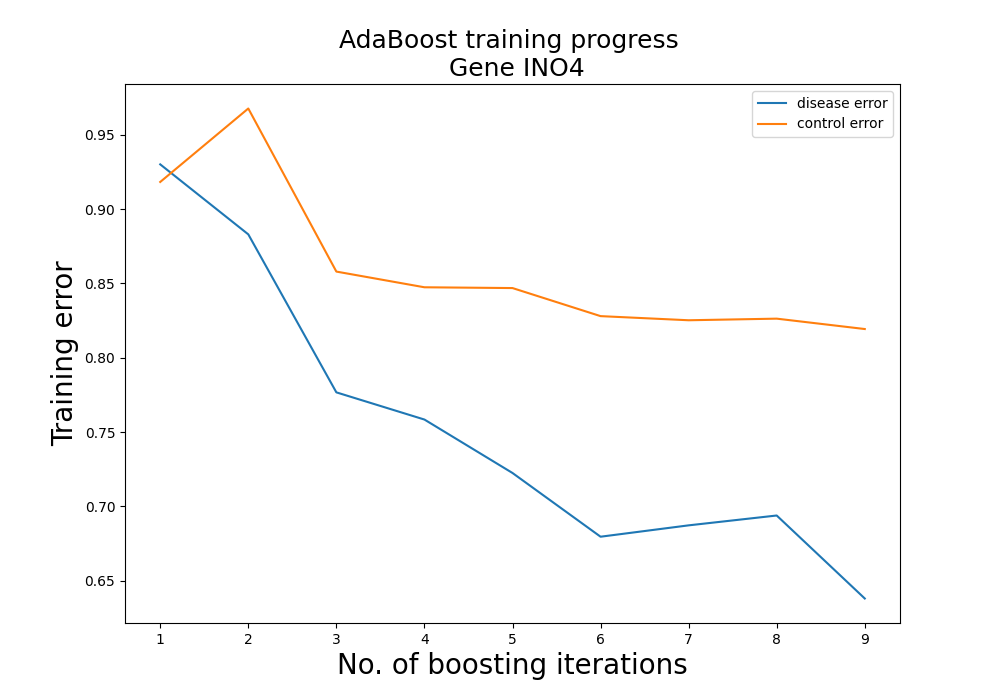 AdaBoost training progress
Gene INO4
disease error
control error
Training error
0.95
0.90
0.85
0.80
0.75
0.70
0.65
1 2 3 4 5 6 7 8 9
No. of boosting iterations